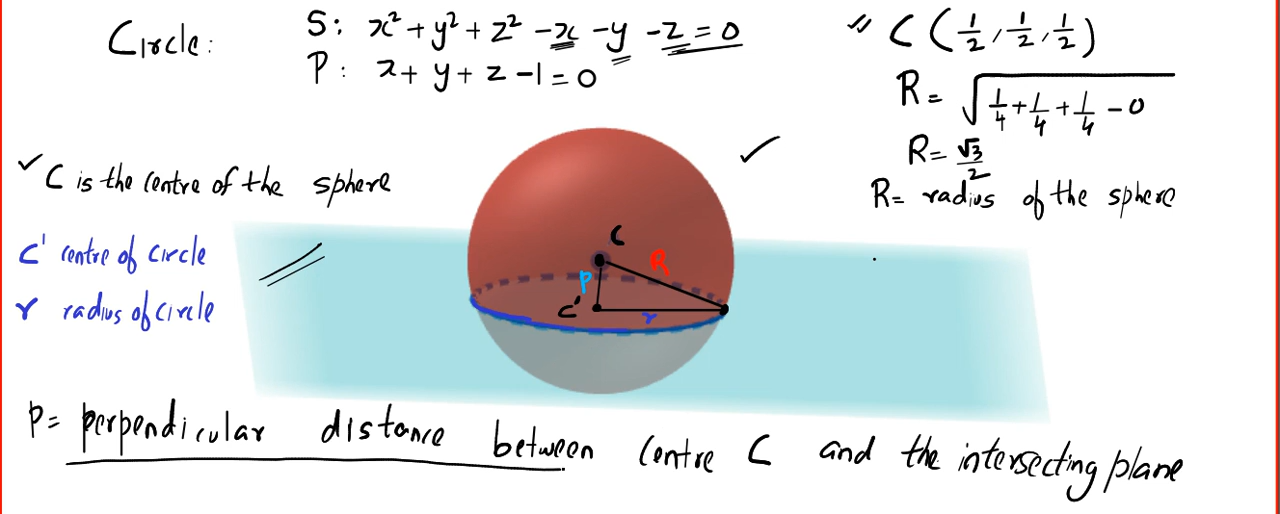 Circle:
S: x² + y² + z² - x - y - z = 0
P: x + y + z - 1 = 0
C (1/2, 1/2, 1/2)
R = √(1/4 + 1/4 + 1/4 - 0)
R = √3/2
R = radius of the sphere
C is the centre of the sphere
C' centre of circle
r radius of circle
C
R
P
C'
r
P = perpendicular distance between centre C and the intersecting plane